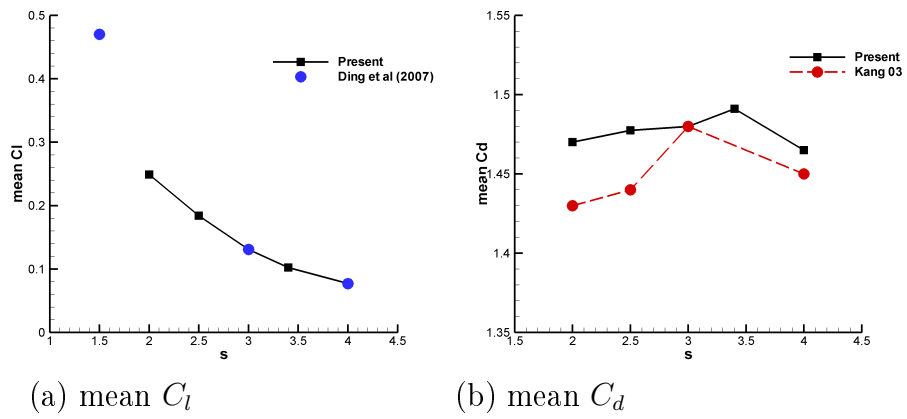 0.5
0.4
0.3
0.2
0.1
0
mean Cl
1
1.5
2
2.5
3
3.5
4
4.5
s
Present
Ding et al (2007)
(a) mean Cl
1.55
1.5
1.45
1.4
1.35
mean Cd
1.5
2
2.5
3
3.5
4
4.5
s
Present
Kang 03
(b) mean Cd